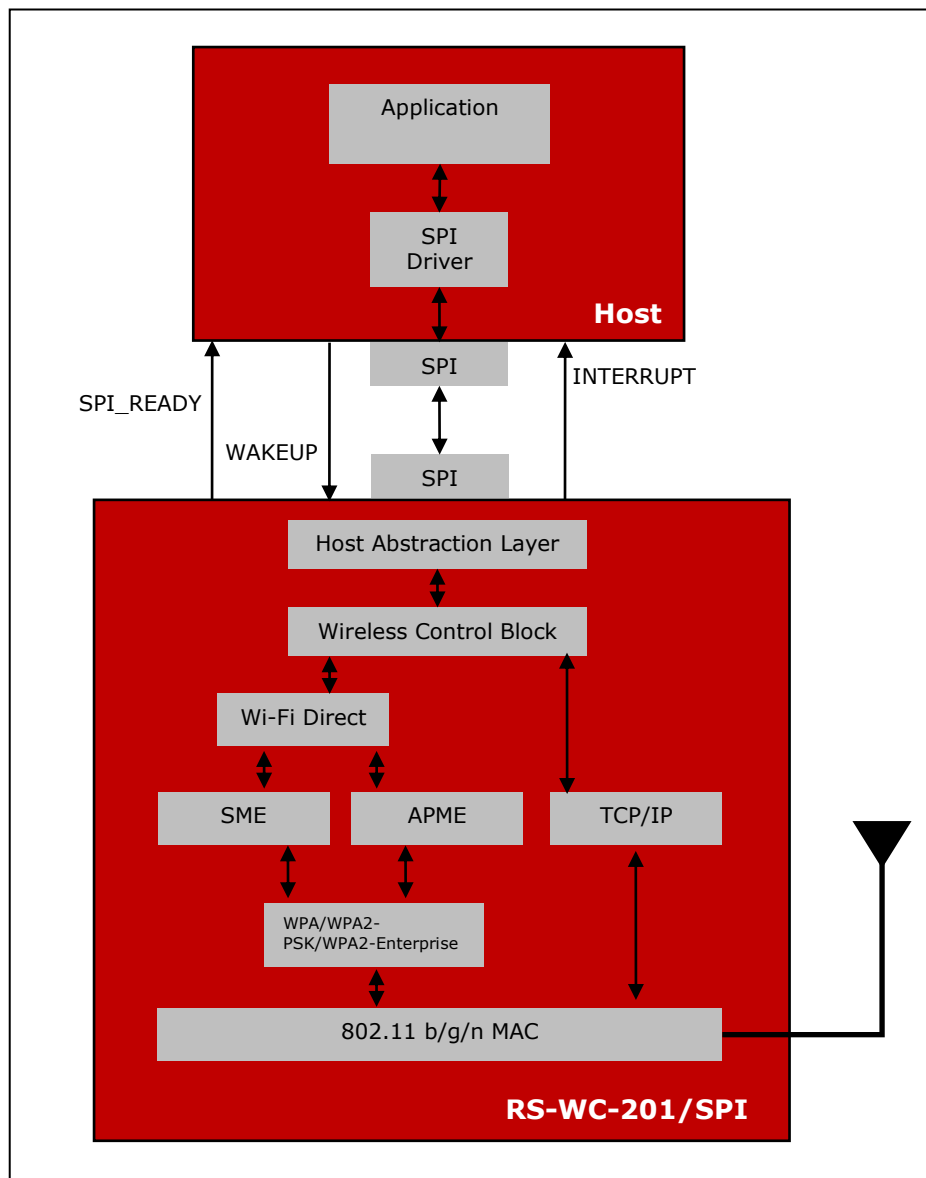 Application
SPI
Driver
Host
SPI
INTERRUPT
SPI_READY
WAKEUP
SPI
Host Abstraction Layer
Wireless Control Block
Wi-Fi Direct
SME
APME
TCP/IP
WPA/WPA2-
PSK/WPA2-Enterprise
802.11 b/g/n MAC
RS-WC-201/SPI